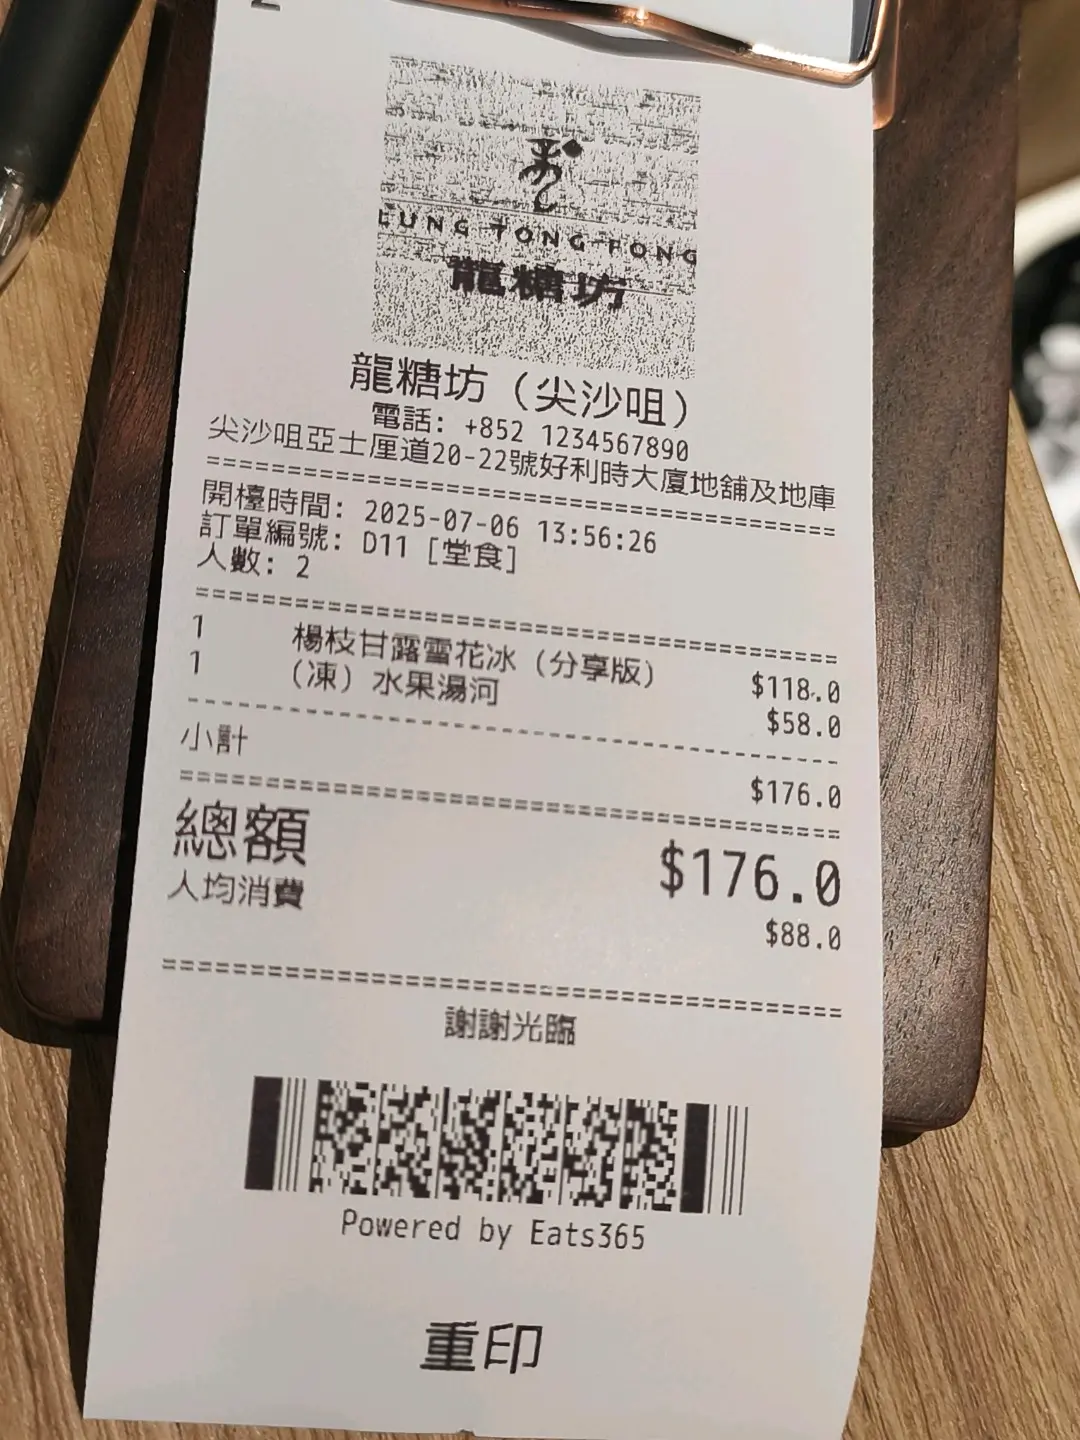 LUNG TONG FONG
龍糖坊
龍糖坊（尖沙咀）
電話: +852 1234567890
尖沙咀亞士厘道20-22號好利時大廈地舖及地庫
開檯時間: 2025-07-06 13:56:26
訂單編號: D11 [堂食]
人數: 2
1 楊枝甘露雪花冰（分享版） $118.0
1 （凍）水果湯河 $58.0
小計 $176.0
總額 $176.0
人均消費 $88.0
謝謝光臨
Powered by Eats365
重印